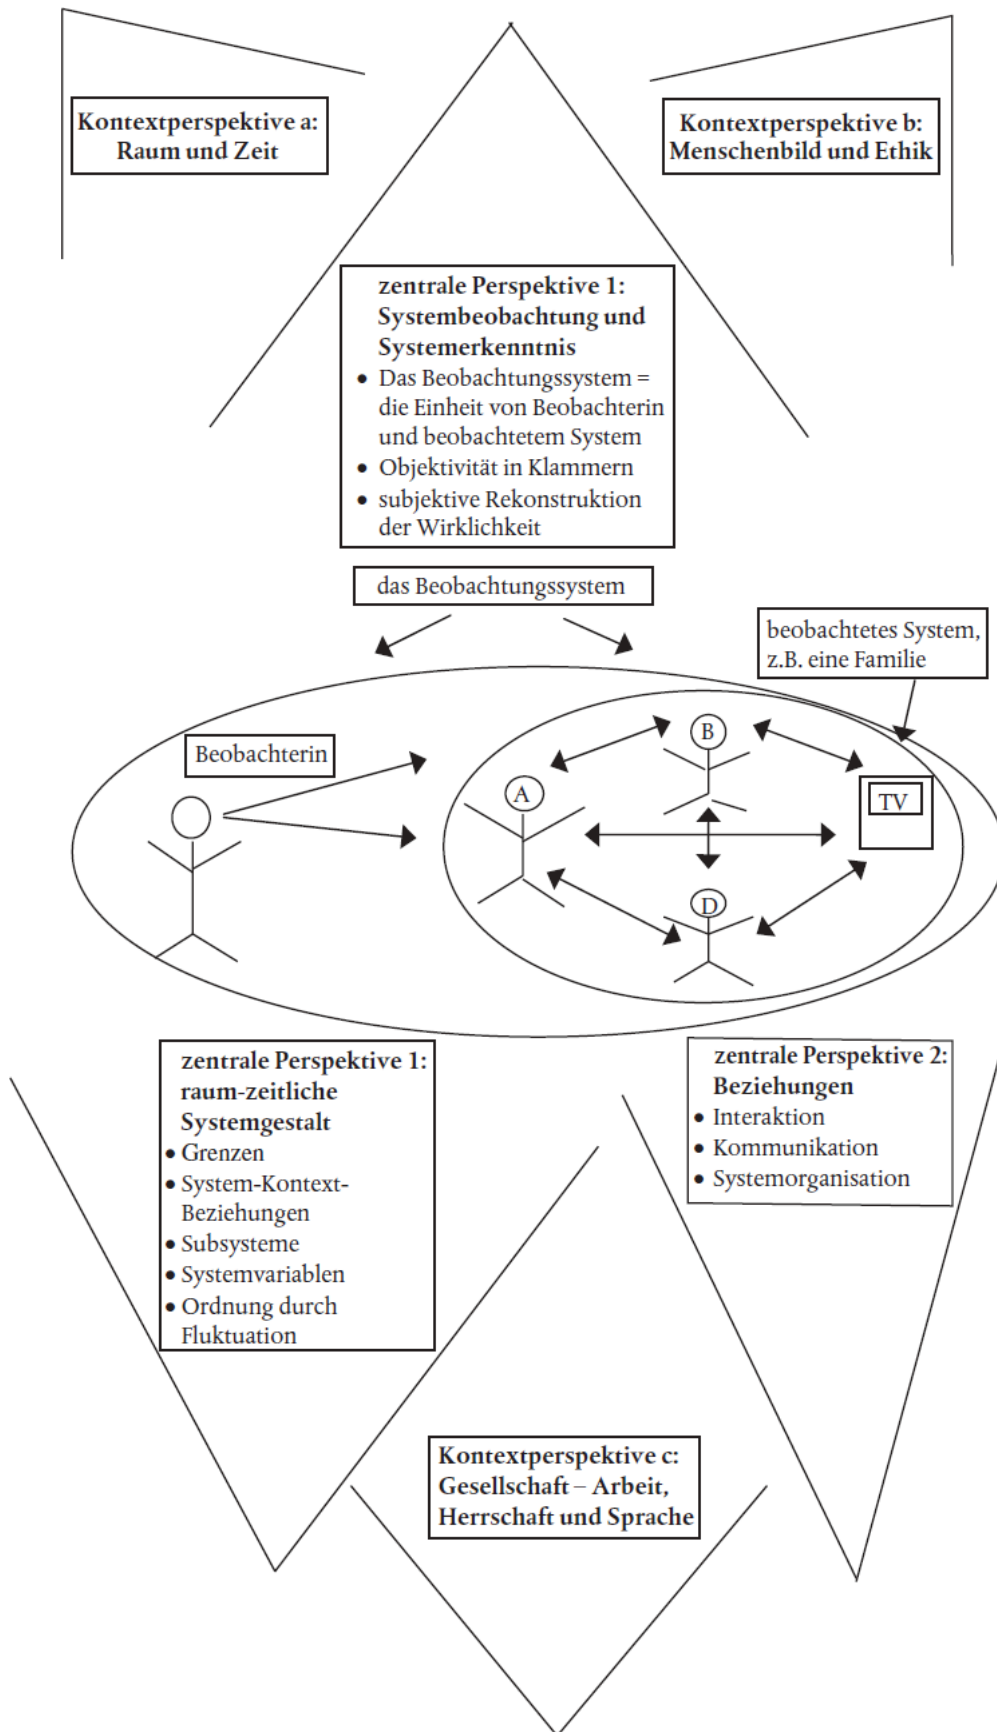 Kontextperspektive a:
Raum und Zeit
Kontextperspektive b:
Menschenbild und Ethik
zentrale Perspektive 1:
Systembeobachtung und
Systemerkenntnis
• Das Beobachtungssystem =
die Einheit von Beobachterin
und beobachtetem System
• Objektivität in Klammern
• subjektive Rekonstruktion
der Wirklichkeit
das Beobachtungssystem
beobachtetes System,
z.B. eine Familie
Beobachterin
B
A
TV
D
zentrale Perspektive 1:
raum-zeitliche
Systemgestalt
• Grenzen
• System-Kontext-
Beziehungen
• Subsysteme
• Systemvariablen
• Ordnung durch
Fluktuation
zentrale Perspektive 2:
Beziehungen
• Interaktion
• Kommunikation
• Systemorganisation
Kontextperspektive c:
Gesellschaft – Arbeit,
Herrschaft und Sprache